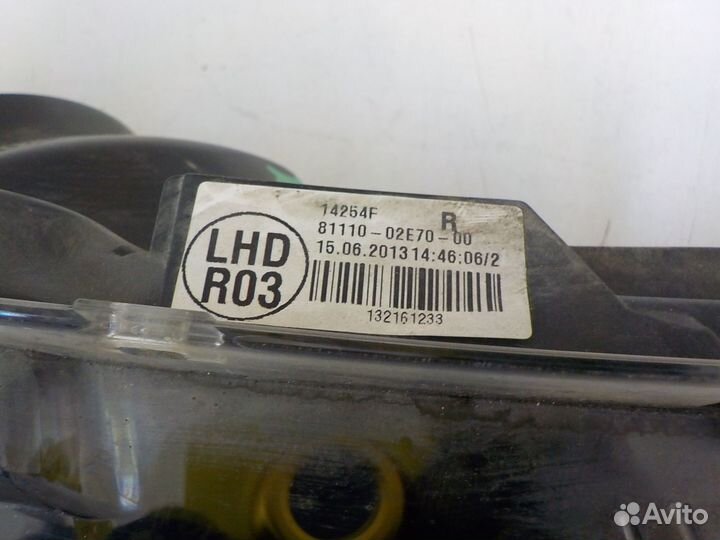 14254F R
81110-02E70-00
15.06.2013 14:46:06/2
LHD
R03
132161233
Avito